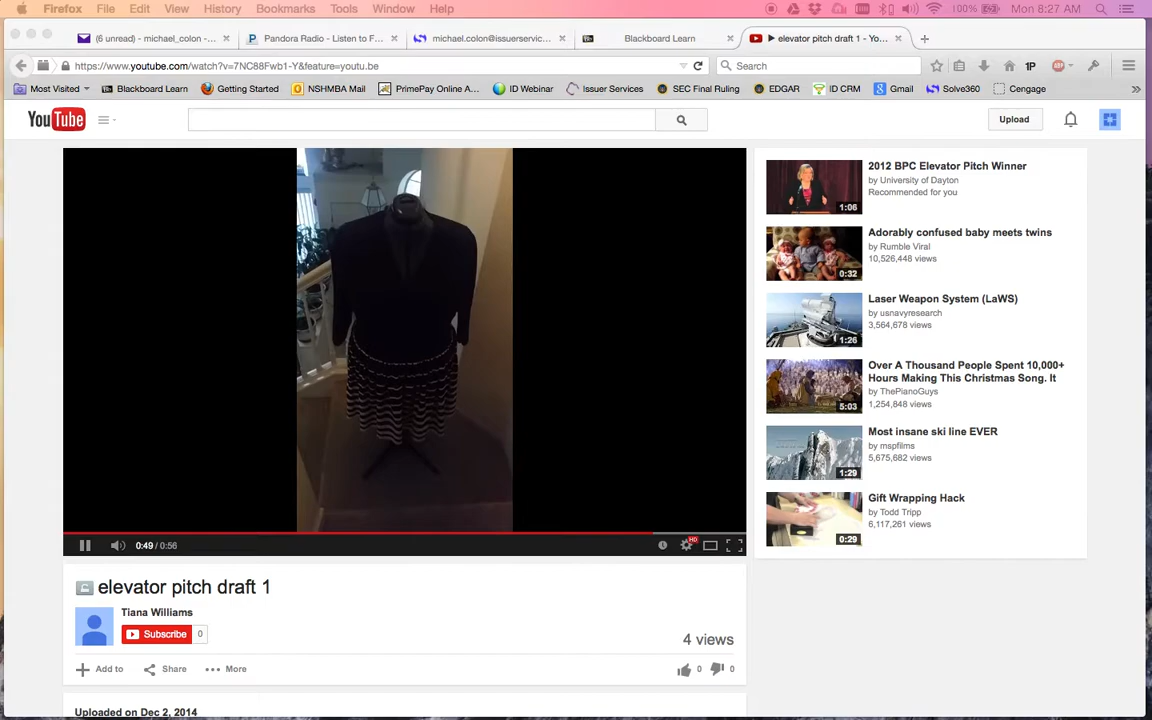 Firefox File Edit View History Bookmarks Tools Window Help 100% Mon 8:27 AM
(6 unread) - michael_colon - ... Pandora Radio - Listen to F... michael.colon@issuerservic... Bb Blackboard Learn ▶ elevator pitch draft 1 - Yo...
https://www.youtube.com/watch?v=7NC88Fwb1-Y&feature=youtu.be Search 1P
Most Visited Blackboard Learn Getting Started NSHMBA Mail PrimePay Online A... ID Webinar Issuer Services SEC Final Ruling EDGAR ID CRM Gmail Solve360 Cengage
YouTube Upload
2012 BPC Elevator Pitch Winner
by University of Dayton
Recommended for you
1:06
Adorably confused baby meets twins
by Rumble Viral
10,526,448 views
0:32
Laser Weapon System (LaWS)
by usnavyresearch
3,564,678 views
1:26
Over A Thousand People Spent 10,000+
Hours Making This Christmas Song. It
by ThePianoGuys
1,254,848 views
5:03
Most insane ski line EVER
by mspfilms
5,675,682 views
1:29
Gift Wrapping Hack
by Todd Tripp
6,117,261 views
0:29
0:49 / 0:56 HD
elevator pitch draft 1
Tiana Williams
Subscribe 0
4 views
Add to Share More 0 0
Uploaded on Dec 2, 2014